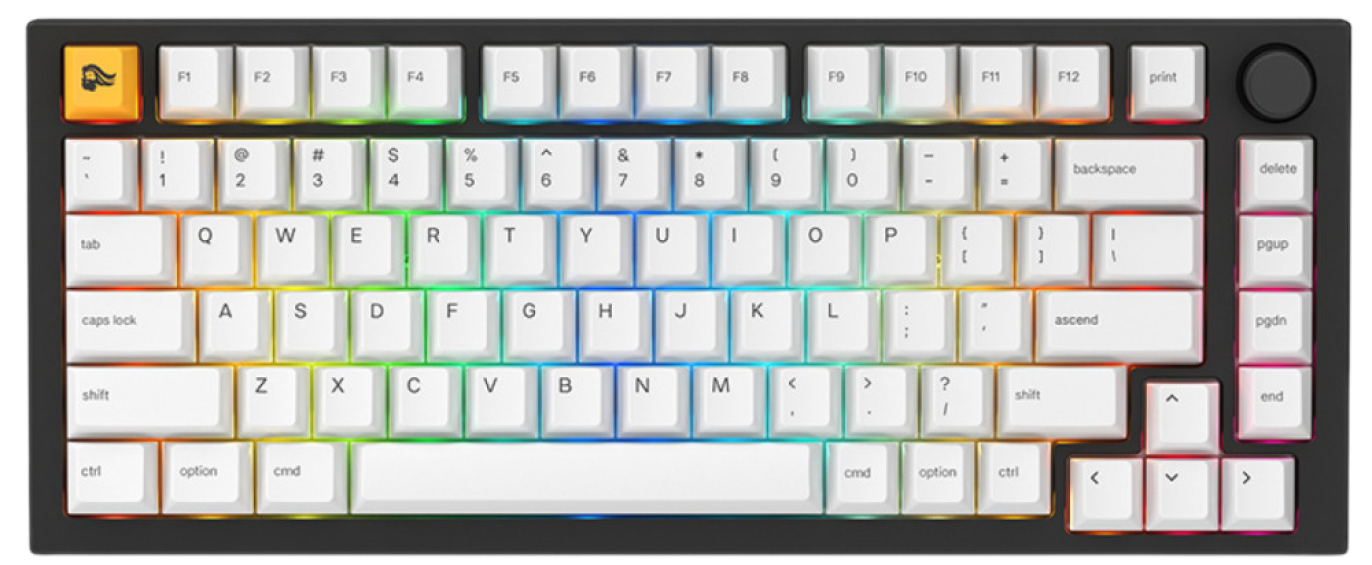 F1 F2 F3 F4 F5 F6 F7 F8 F9 F10 F11 F12 print
~ ! @ # $ % ^ & * ( ) — +
` 1 2 3 4 5 6 7 8 9 0 - = backspace delete
tab Q W E R T Y U I O P { } | pgup
[ ] \
caps lock A S D F G H J K L : " ascend pgdn
; '
shift Z X C V B N M < > ? shift ^ end
, . /
ctrl option cmd cmd option ctrl < ⌄ >